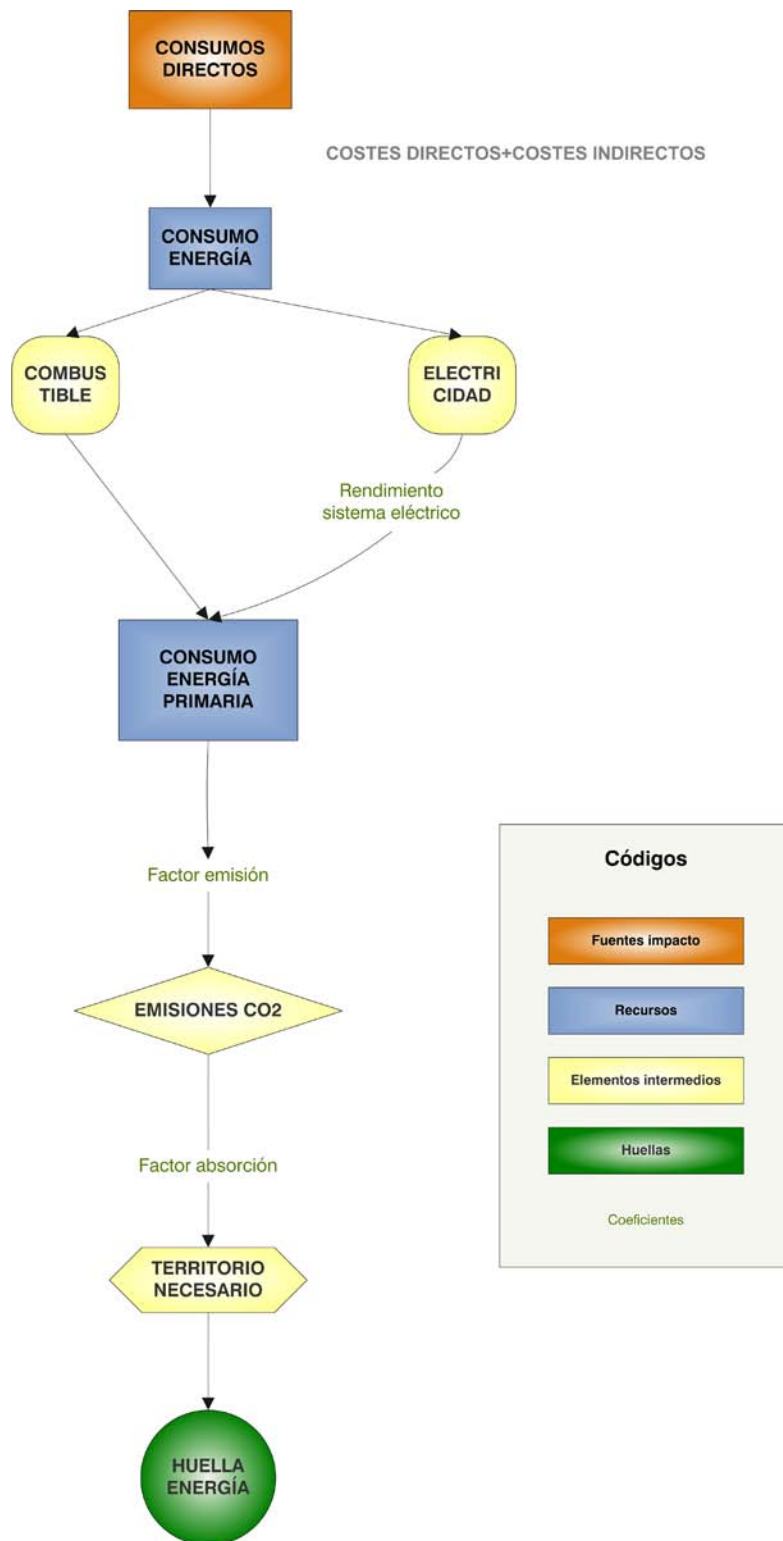 CONSUMOS
DIRECTOS
COSTES DIRECTOS+COSTES INDIRECTOS
CONSUMO
ENERGÍA
COMBUS
TIBLE
ELECTRI
CIDAD
Rendimiento
sistema eléctrico
CONSUMO
ENERGÍA
PRIMARIA
Factor emisión
EMISIONES CO2
Factor absorción
TERRITORIO
NECESARIO
HUELLA
ENERGÍA
Códigos
Fuentes impacto
Recursos
Elementos intermedios
Huellas
Coeficientes